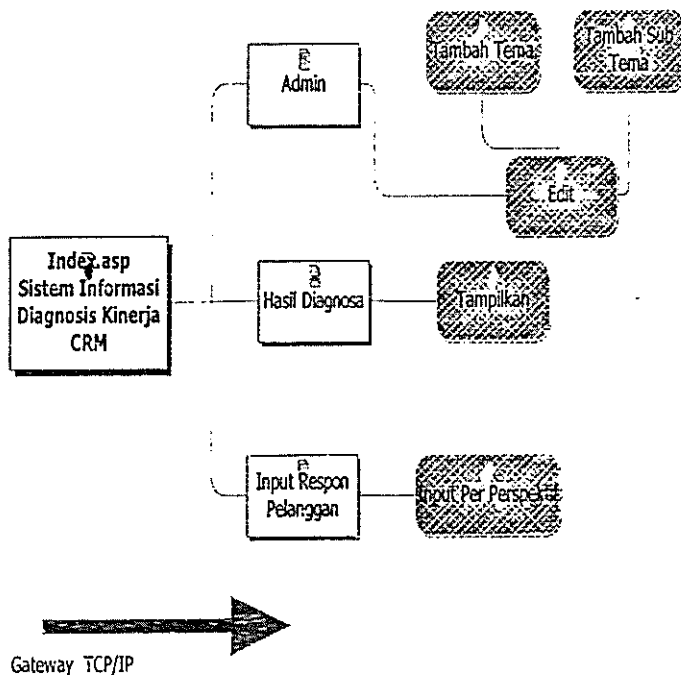 Admin
Tambah Tema
Tambah Sub
Tema
Edit
Index.asp
Sistem Informasi
Diagnosis Kinerja
CRM
Hasil Diagnosa
Tampilkan
Input Respon
Pelanggan
Input Per Perspektif
Gateway TCP/IP